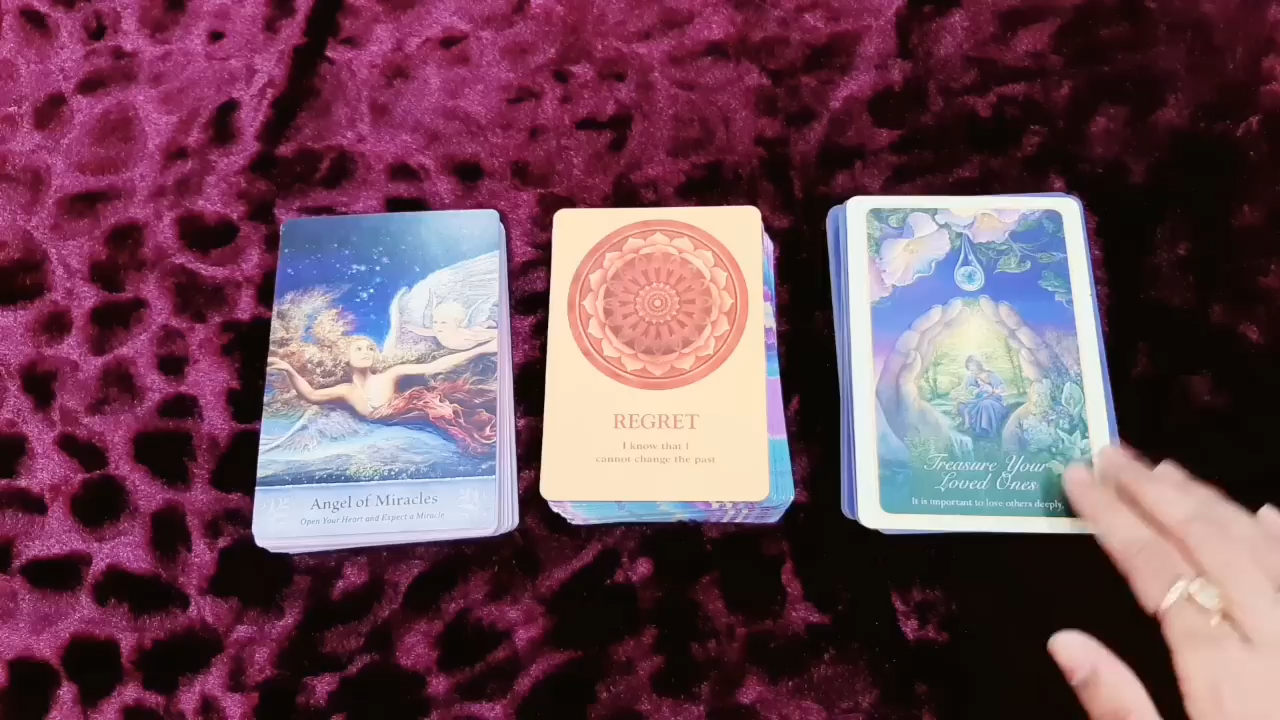 Angel of Miracles
Open Your Heart and Expect a Miracle
REGRET
I know that I
cannot change the past
Treasure Your
Loved Ones
It is important to love others deeply,